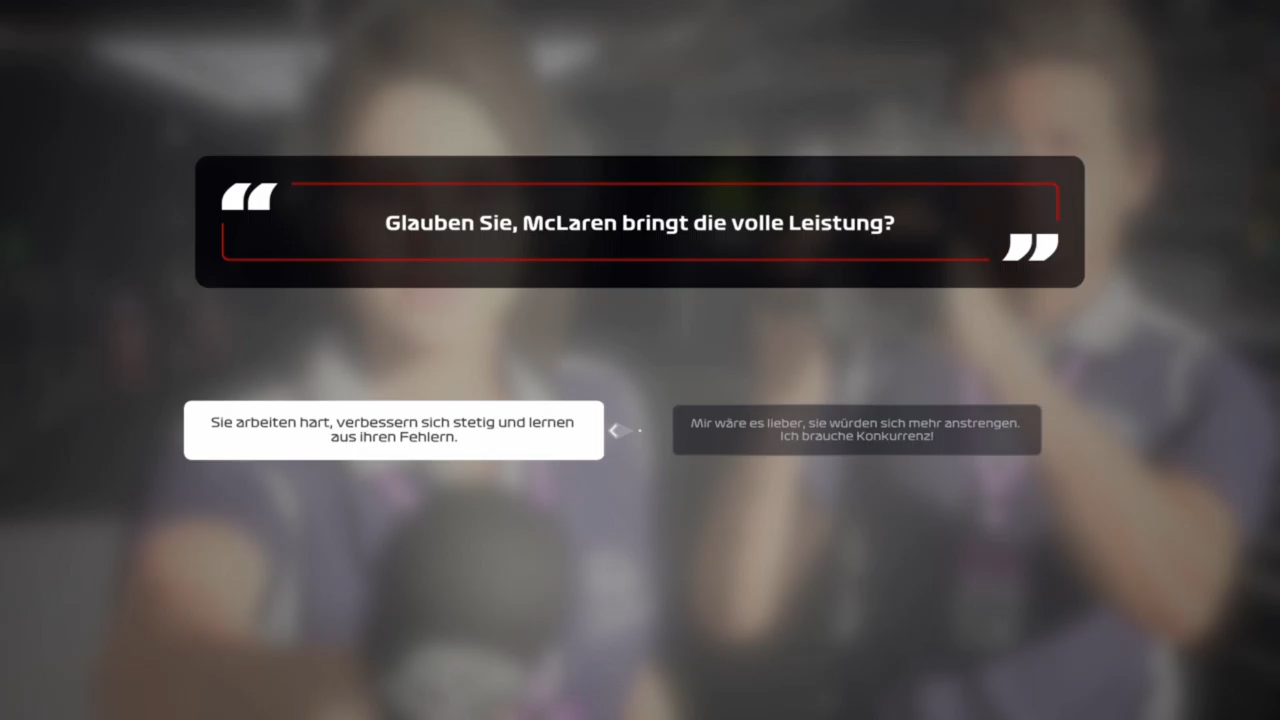 Glauben Sie, McLaren bringt die volle Leistung?
Sie arbeiten hart, verbessern sich stetig und lernen
aus ihren Fehlern.
Mir wäre es lieber, sie würden sich mehr anstrengen.
Ich brauche Konkurrenz!